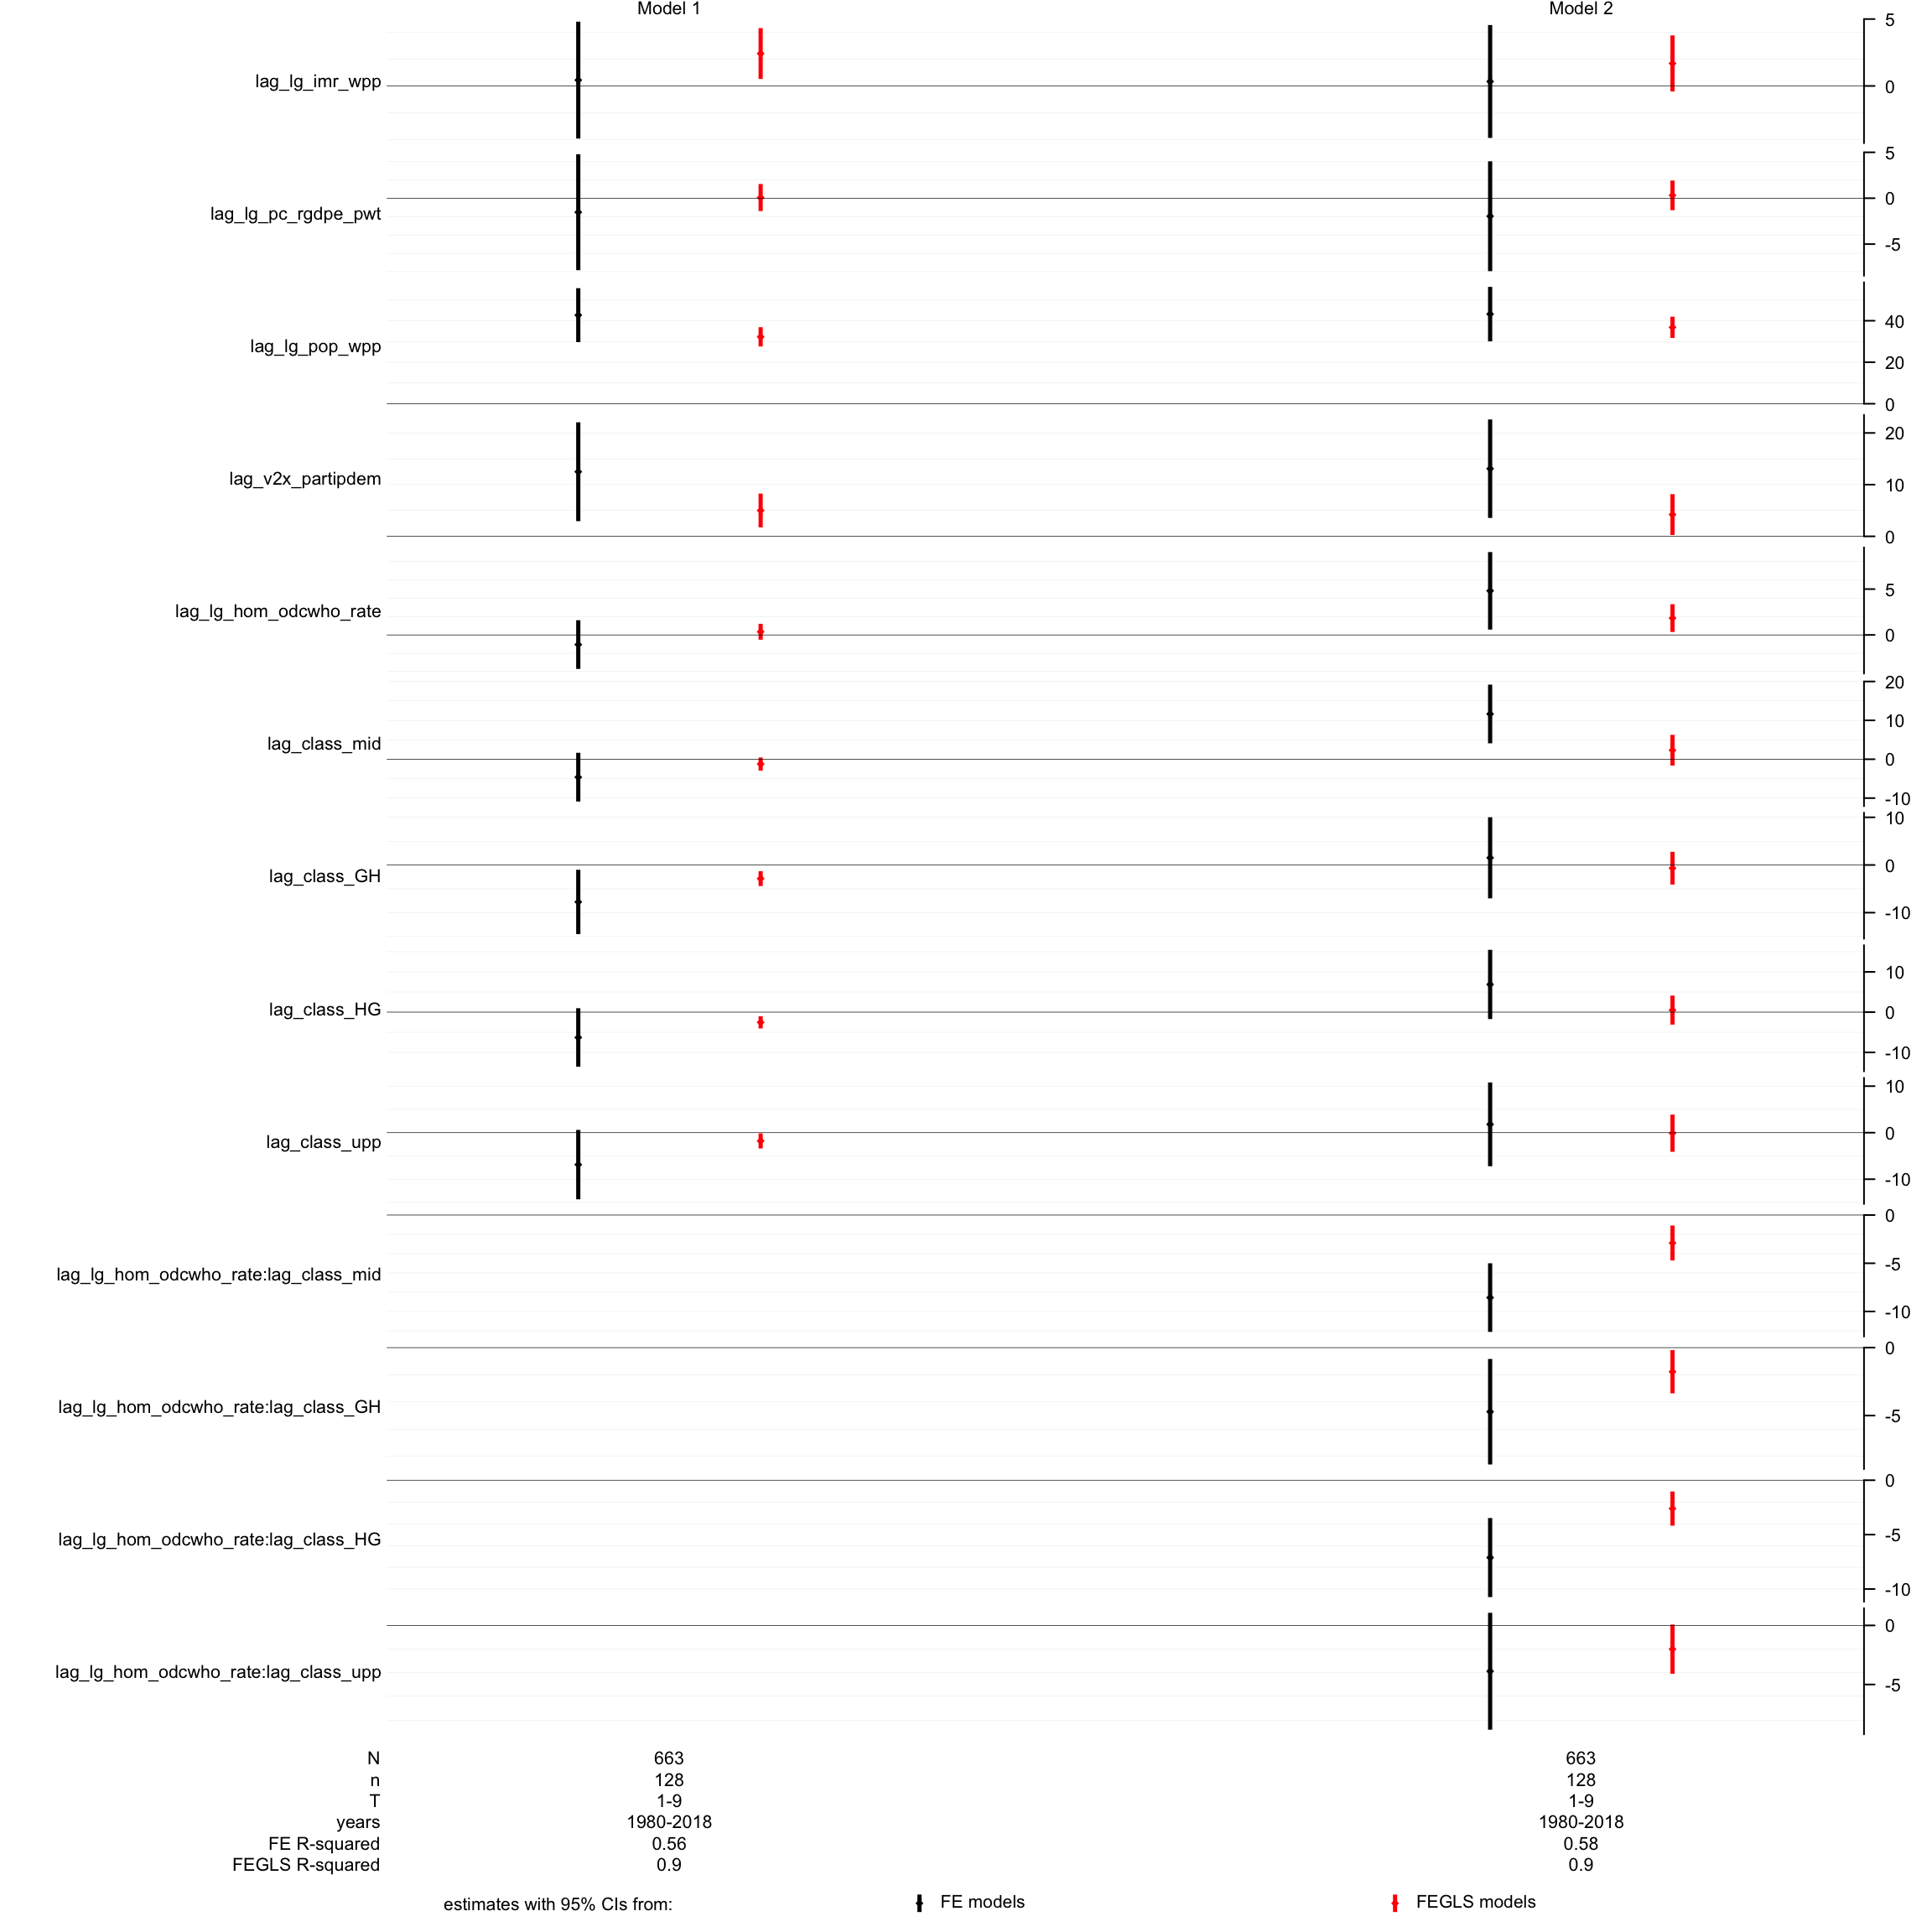 Model 1 Model 2
lag_lg_imr_wpp
5
0
lag_lg_pc_rgdpe_pwt
5
0
-5
lag_lg_pop_wpp
40
20
0
lag_v2x_partipdem
20
10
0
lag_lg_hom_odcwho_rate
5
0
lag_class_mid
20
10
0
-10
lag_class_GH
10
0
-10
lag_class_HG
10
0
-10
lag_class_upp
10
0
-10
lag_lg_hom_odcwho_rate:lag_class_mid
0
-5
-10
lag_lg_hom_odcwho_rate:lag_class_GH
0
-5
lag_lg_hom_odcwho_rate:lag_class_HG
0
-5
-10
lag_lg_hom_odcwho_rate:lag_class_upp
0
-5
N 663 663
n 128 128
T 1-9 1-9
years 1980-2018 1980-2018
FE R-squared 0.56 0.58
FEGLS R-squared 0.9 0.9
estimates with 95% CIs from: FE models FEGLS models